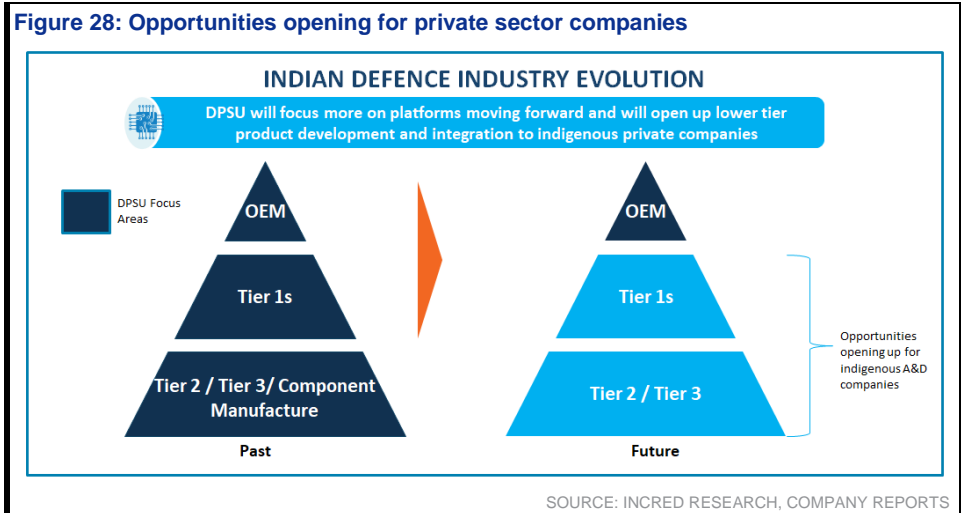 Figure 28: Opportunities opening for private sector companies
INDIAN DEFENCE INDUSTRY EVOLUTION
DPSU will focus more on platforms moving forward and will open up lower tier
product development and integration to indigenous private companies
DPSU Focus
Areas
OEM
Tier 1s
Tier 2 / Tier 3/ Component
Manufacture
Past
OEM
Tier 1s
Tier 2 / Tier 3
Future
Opportunities
opening up for
indigenous A&D
companies
SOURCE: INCRED RESEARCH, COMPANY REPORTS